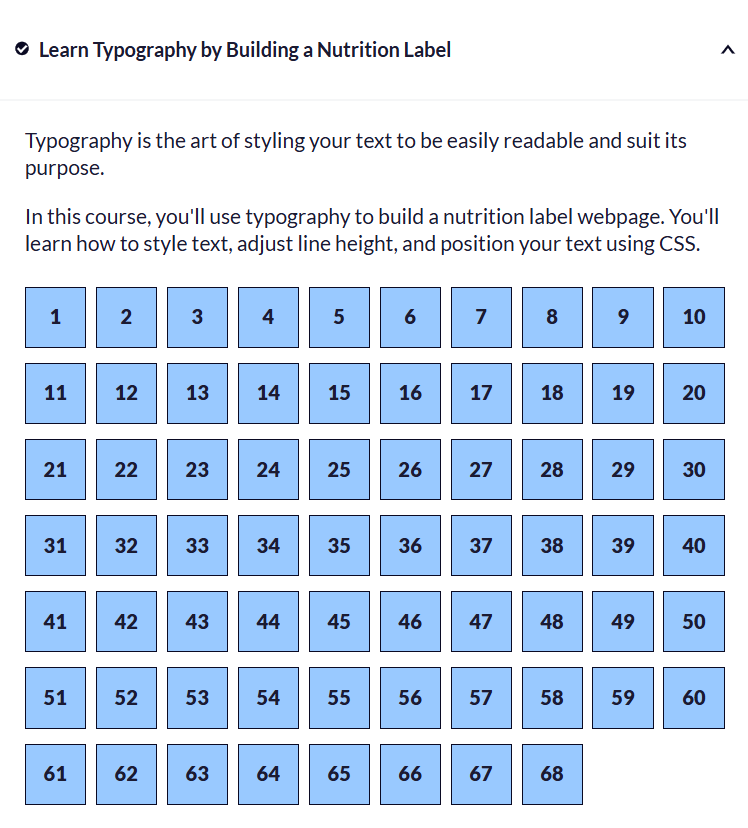 Learn Typography by Building a Nutrition Label
Typography is the art of styling your text to be easily readable and suit its
purpose.
In this course, you'll use typography to build a nutrition label webpage. You'll
learn how to style text, adjust line height, and position your text using CSS.
1 2 3 4 5 6 7 8 9 10
11 12 13 14 15 16 17 18 19 20
21 22 23 24 25 26 27 28 29 30
31 32 33 34 35 36 37 38 39 40
41 42 43 44 45 46 47 48 49 50
51 52 53 54 55 56 57 58 59 60
61 62 63 64 65 66 67 68